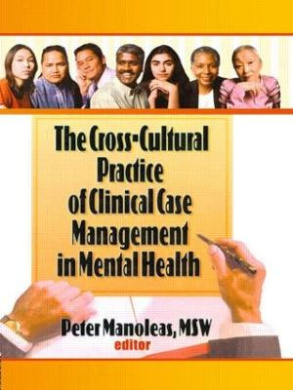 The Cross-Cultural
Practice
of Clinical Case
Management
in Mental Health
Peter Manoleas, MSW
editor